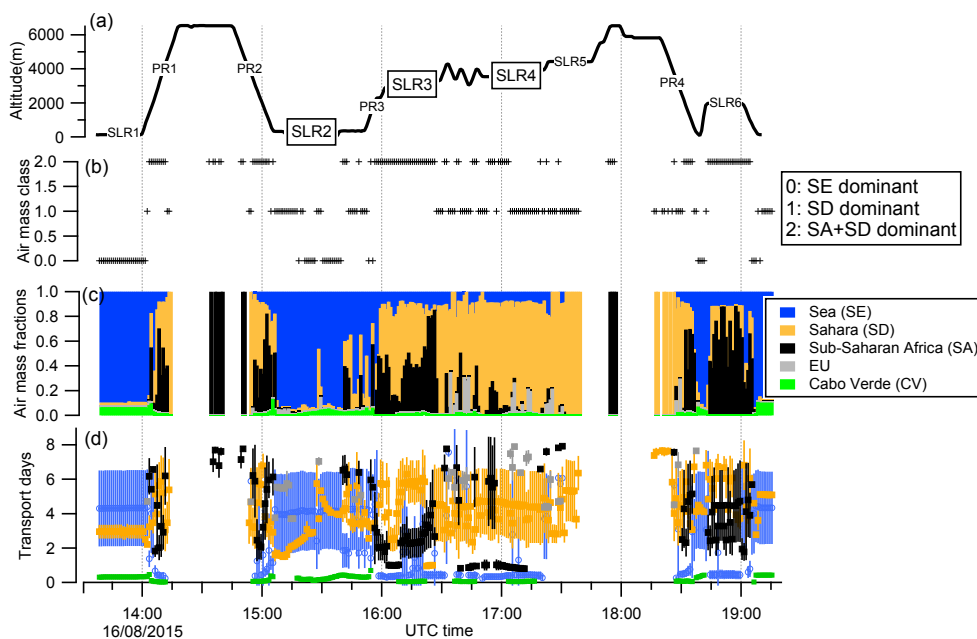 (a)
Altitude(m)
6000
4000
2000
0
SLR1
PR1
PR2
SLR2
PR3
SLR3
SLR4
SLR5
PR4
SLR6
(b)
Air mass class
2.0
1.5
1.0
0.5
0.0
0: SE dominant
1: SD dominant
2: SA+SD dominant
(c)
Air mass fractions
1.0
0.8
0.6
0.4
0.2
0.0
Sea (SE)
Sahara (SD)
Sub-Saharan Africa (SA)
EU
Cabo Verde (CV)
(d)
Transport days
8
6
4
2
0
14:00 15:00 16:00 17:00 18:00 19:00
16/08/2015
UTC time